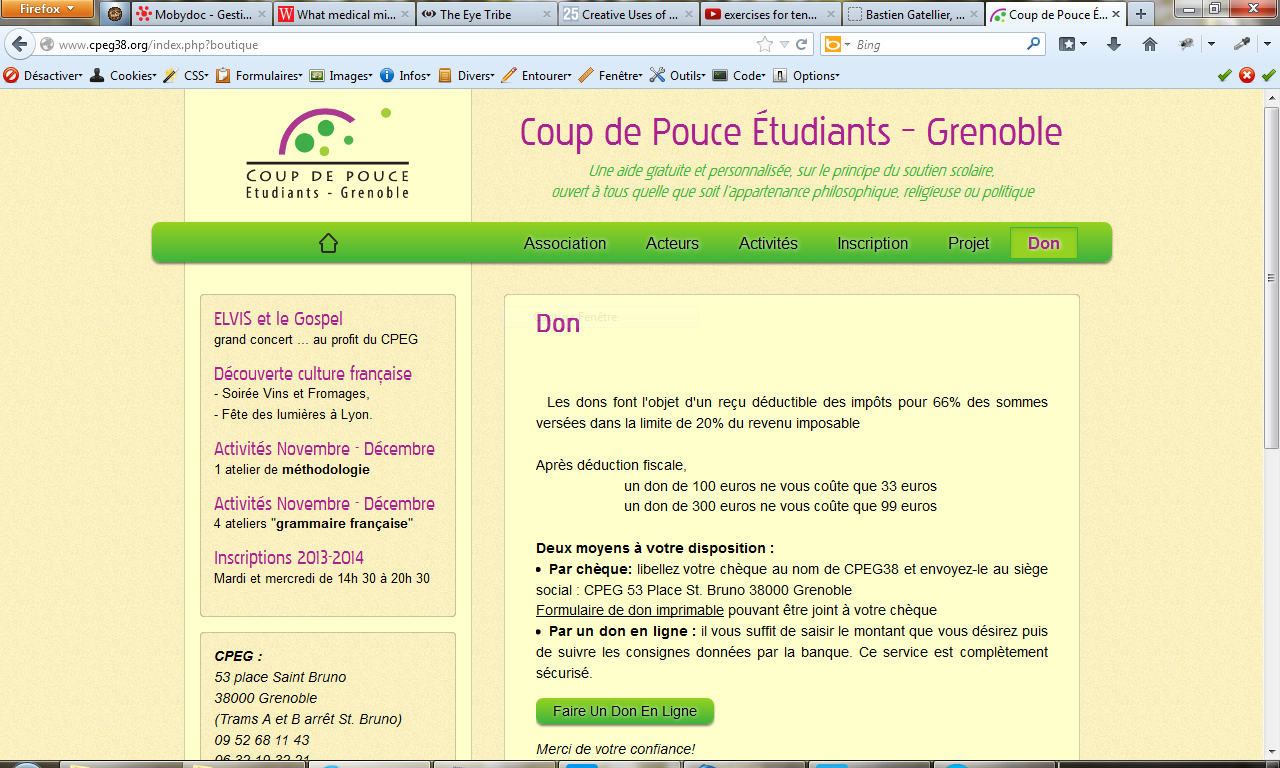 Firefox
Mobydoc - Gesti...
What medical mi...
The Eye Tribe
25 Creative Uses of ...
exercises for ten...
Bastien Gatellier, ...
Coup de Pouce É...
www.cpeg38.org/index.php?boutique
Bing
Désactiver Cookies CSS Formulaires Images Infos Divers Entourer Fenêtre Outils Code Options
COUP DE POUCE
Etudiants - Grenoble
Coup de Pouce Étudiants - Grenoble
Une aide gratuite et personnalisée, sur le principe du soutien scolaire,
ouvert à tous quelle que soit l'appartenance philosophique, religieuse ou politique
Association Acteurs Activités Inscription Projet Don
ELVIS et le Gospel
grand concert ... au profit du CPEG
Découverte culture française
- Soirée Vins et Fromages,
- Fête des lumières à Lyon.
Activités Novembre - Décembre
1 atelier de méthodologie
Activités Novembre - Décembre
4 ateliers "grammaire française"
Inscriptions 2013-2014
Mardi et mercredi de 14h 30 à 20h 30
CPEG :
53 place Saint Bruno
38000 Grenoble
(Trams A et B arrêt St. Bruno)
09 52 68 11 43
06 32 19 32 21
Don
Fenêtre
Les dons font l'objet d'un reçu déductible des impôts pour 66% des sommes
versées dans la limite de 20% du revenu imposable
Après déduction fiscale,
un don de 100 euros ne vous coûte que 33 euros
un don de 300 euros ne vous coûte que 99 euros
Deux moyens à votre disposition :
• Par chèque: libellez votre chèque au nom de CPEG38 et envoyez-le au siège
social : CPEG 53 Place St. Bruno 38000 Grenoble
Formulaire de don imprimable pouvant être joint à votre chèque
• Par un don en ligne : il vous suffit de saisir le montant que vous désirez puis
de suivre les consignes données par la banque. Ce service est complètement
sécurisé.
Faire Un Don En Ligne
Merci de votre confiance!